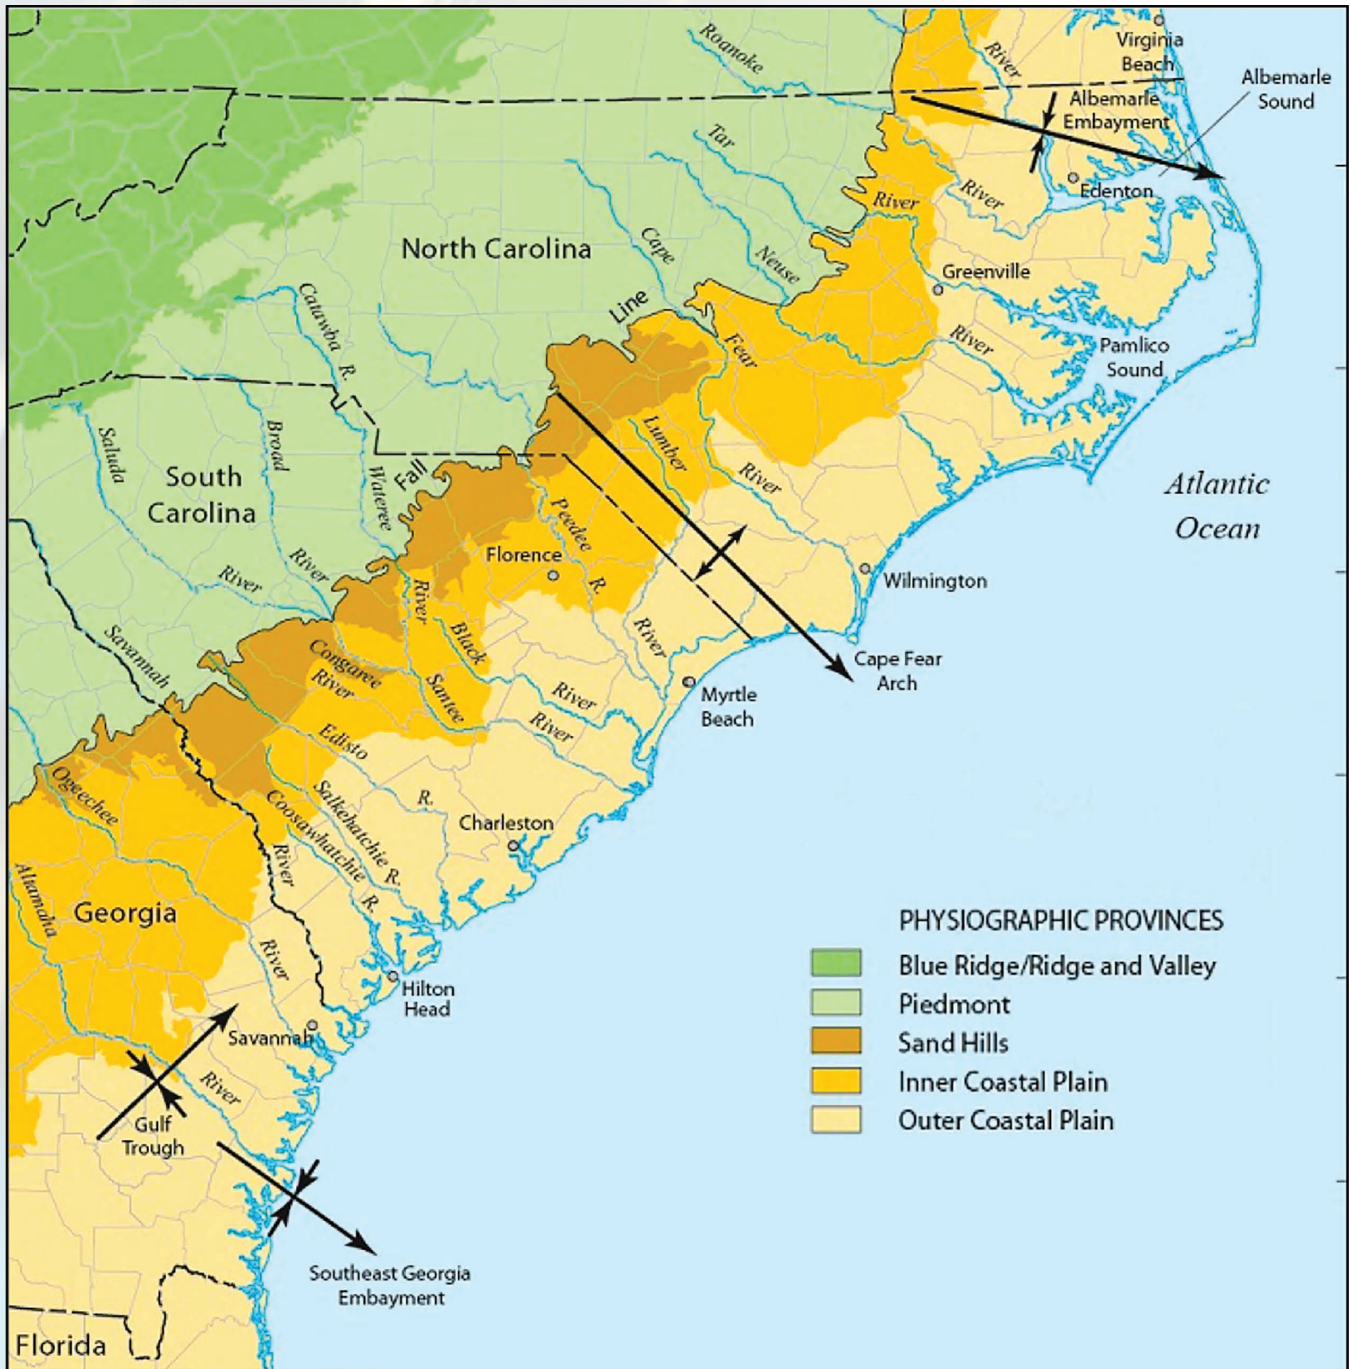 Roanoke
River
Virginia
Beach
Albemarle
Sound
Albemarle
Embayment
Tar
River
River
Edenton
North Carolina
Cape
Neuse
Greenville
Catawba
R.
Line
Fear
River
Pamlico
Sound
Saluda
Broad
Lumber
South
Carolina
Fall
Wateree
River
Atlantic
Ocean
Peedee
Florence
R.
River
River
River
Wilmington
Savannah
Black
River
Congaree
River
Santee
Cape Fear
Arch
River
River
Myrtle
Beach
Edisto
R.
Ogeechee
Salkehatchie
R.
Coosawhatchie
R.
Charleston
River
Altamaha
Georgia
River
Hilton
Head
Savannah
River
Gulf
Trough
PHYSIOGRAPHIC PROVINCES
Blue Ridge/Ridge and Valley
Piedmont
Sand Hills
Inner Coastal Plain
Outer Coastal Plain
Southeast Georgia
Embayment
Florida